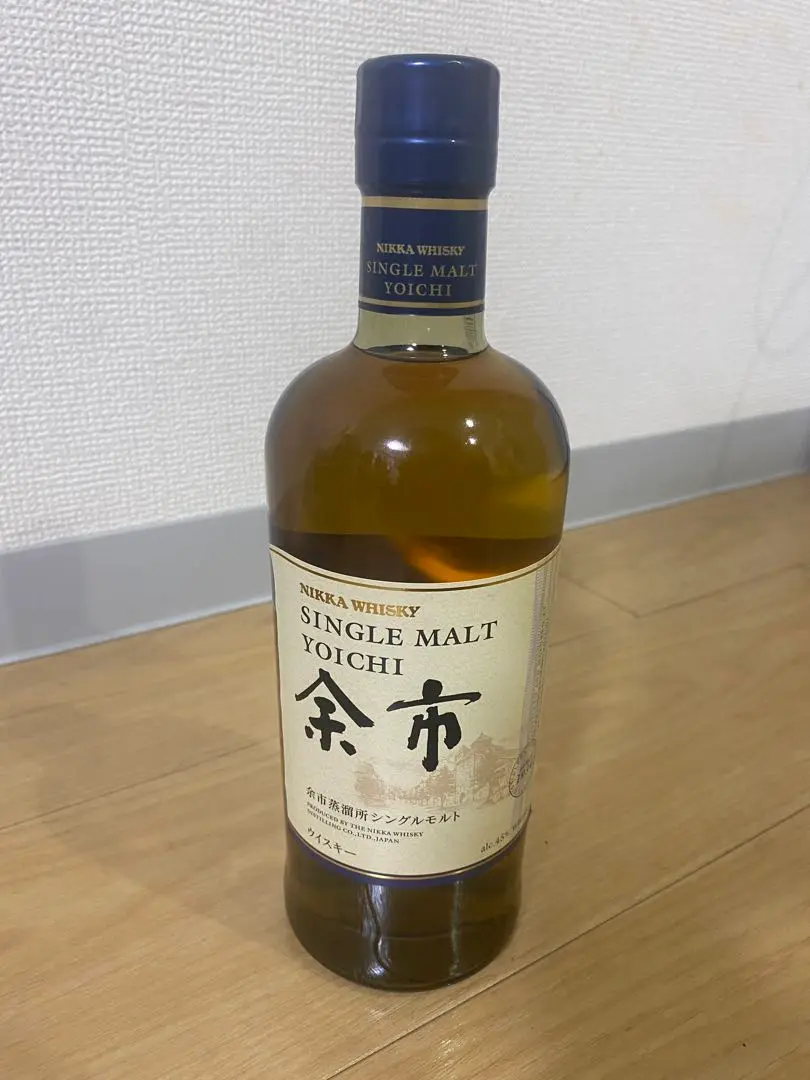 NIKKA WHISKY
SINGLE MALT
YOICHI
NIKKA WHISKY
SINGLE MALT
YOICHI
余市
余市蒸溜所シングルモルト
PRODUCED BY THE NIKKA WHISKY
DISTILLING CO.,LTD.,JAPAN
ウイスキー
alc.45%